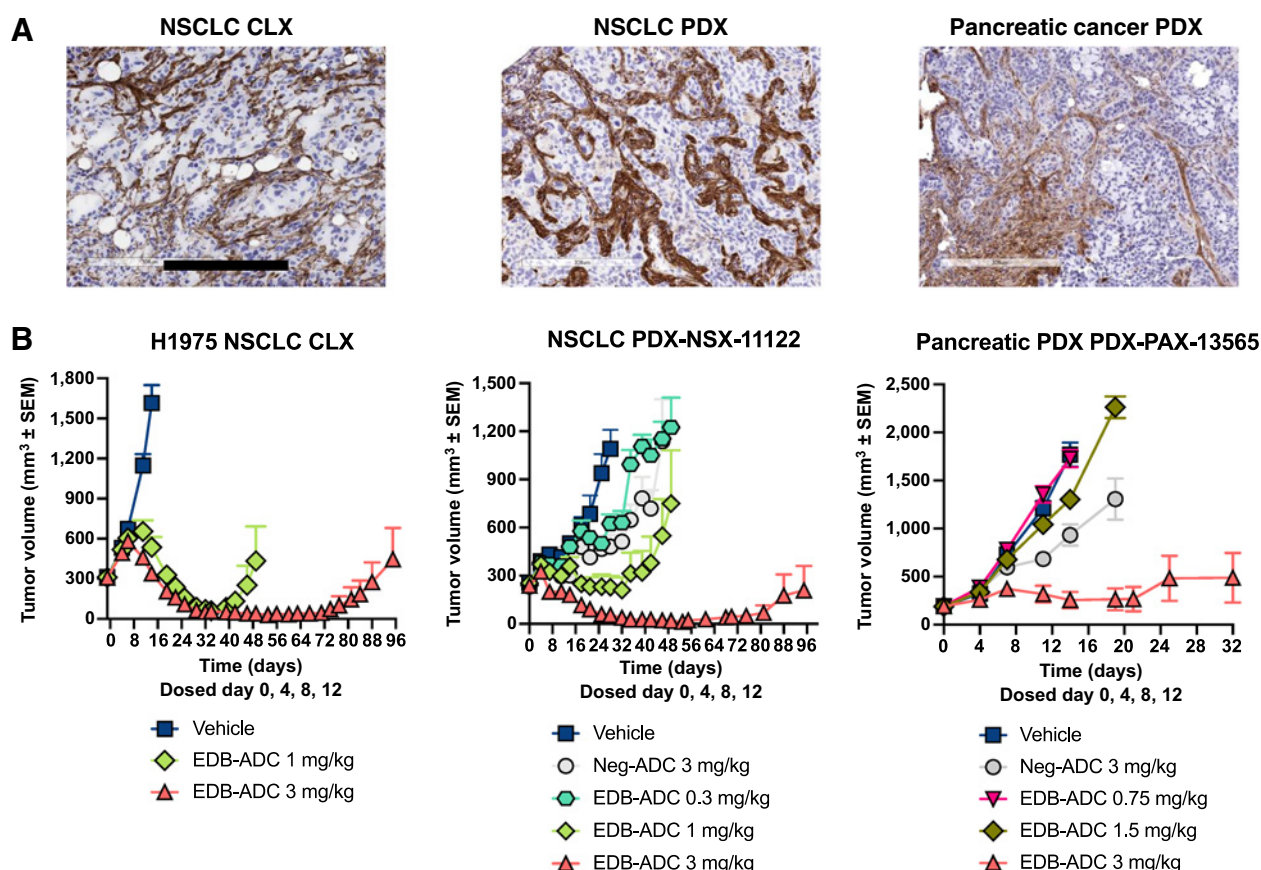 A
NSCLC CLX
NSCLC PDX
Pancreatic cancer PDX
B
H1975 NSCLC CLX
Tumor volume (mm³ ± SEM)
1,800
1,500
1,200
900
600
300
0
0 8 16 24 32 40 48 56 64 72 80 88 96
Time (days)
Dosed day 0, 4, 8, 12
Vehicle
EDB-ADC 1 mg/kg
EDB-ADC 3 mg/kg
NSCLC PDX-NSX-11122
Tumor volume (mm³ ± SEM)
1,500
1,200
900
600
300
0
0 8 16 24 32 40 48 56 64 72 80 88 96
Time (days)
Dosed day 0, 4, 8, 12
Vehicle
Neg-ADC 3 mg/kg
EDB-ADC 0.3 mg/kg
EDB-ADC 1 mg/kg
EDB-ADC 3 mg/kg
Pancreatic PDX PDX-PAX-13565
Tumor volume (mm³ ± SEM)
2,500
2,000
1,500
1,000
500
0
0 4 8 12 16 20 24 28 32
Time (days)
Dosed day 0, 4, 8, 12
Vehicle
Neg-ADC 3 mg/kg
EDB-ADC 0.75 mg/kg
EDB-ADC 1.5 mg/kg
EDB-ADC 3 mg/kg